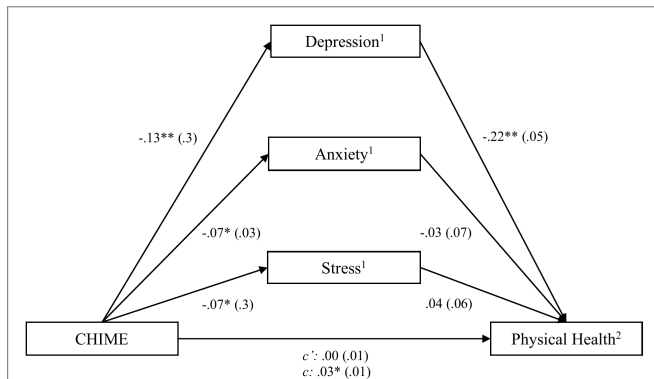 Depression1
-.13** (.3)
-.22** (.05)
Anxiety1
-.07* (.03)
-.03 (.07)
Stress1
-.07* (.3)
.04 (.06)
CHIME
Physical Health2
c’: .00 (.01)
c: .03* (.01)